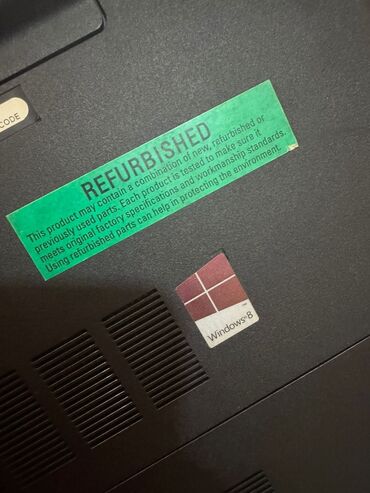 CODE
REFURBISHED
This product may contain a combination of new, refurbished or
previously used parts. Each product is tested to make sure it
meets original factory specifications and workmanship standards.
Using refurbished parts can help in protecting the environment.
Windows 8